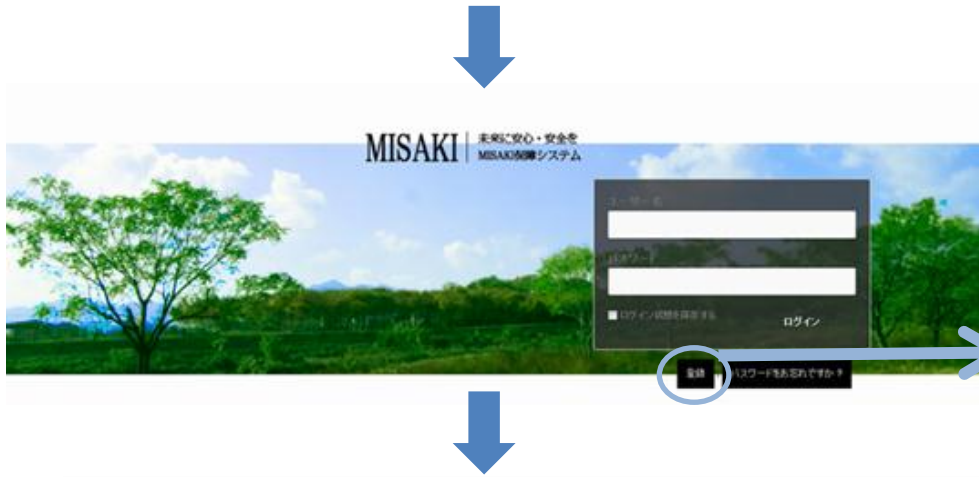 MISAKI
未来に安心・安全を
MISAKI保障システム
ユーザー名
パスワード
ログイン状態を保存する
ログイン
登録
パスワードをお忘れですか ?